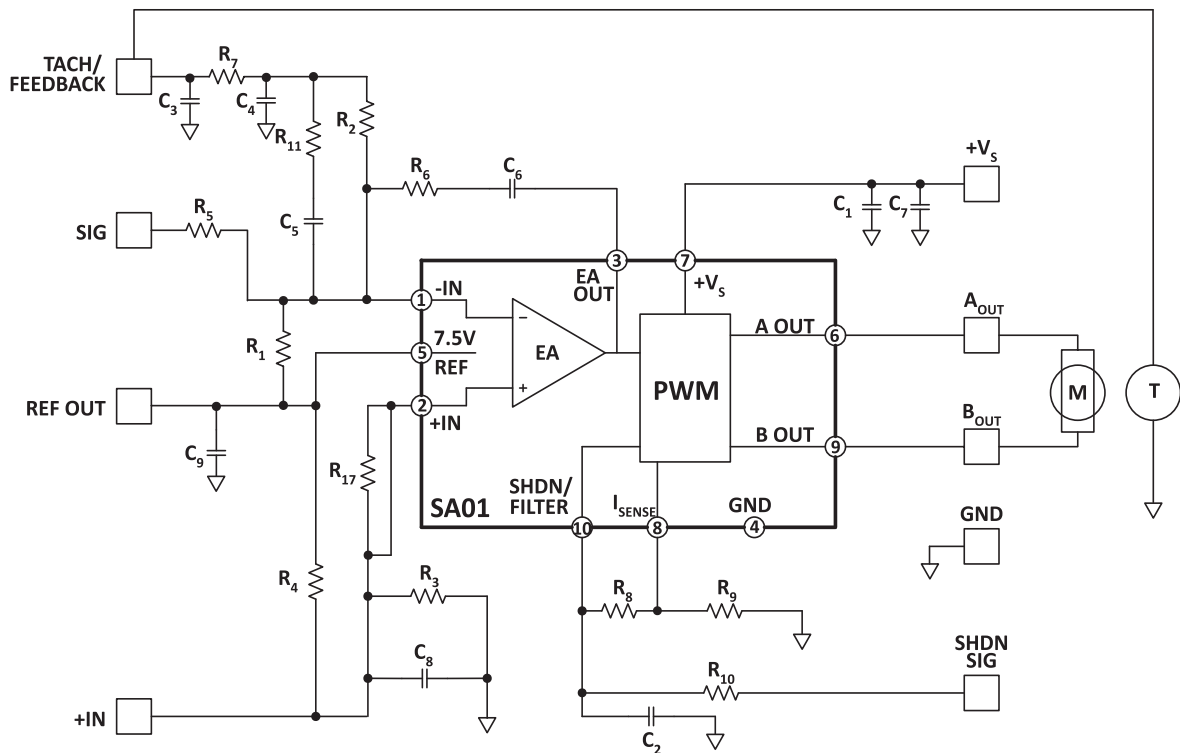 TACH/
FEEDBACK
R7
C3
C4
R11
R2
R6
C6
+VS
C1
C7
SIG
R5
C5
3
7
EA
OUT
+VS
1
-IN
7.5V
5
REF
EA
A OUT
6
AOUT
R1
PWM
M
T
REF OUT
2
+IN
B OUT
9
BOUT
C9
R17
SHDN/
FILTER
ISENSE
GND
SA01
10
8
4
GND
R4
R3
R8
R9
C8
SHDN
SIG
R10
+IN
C2